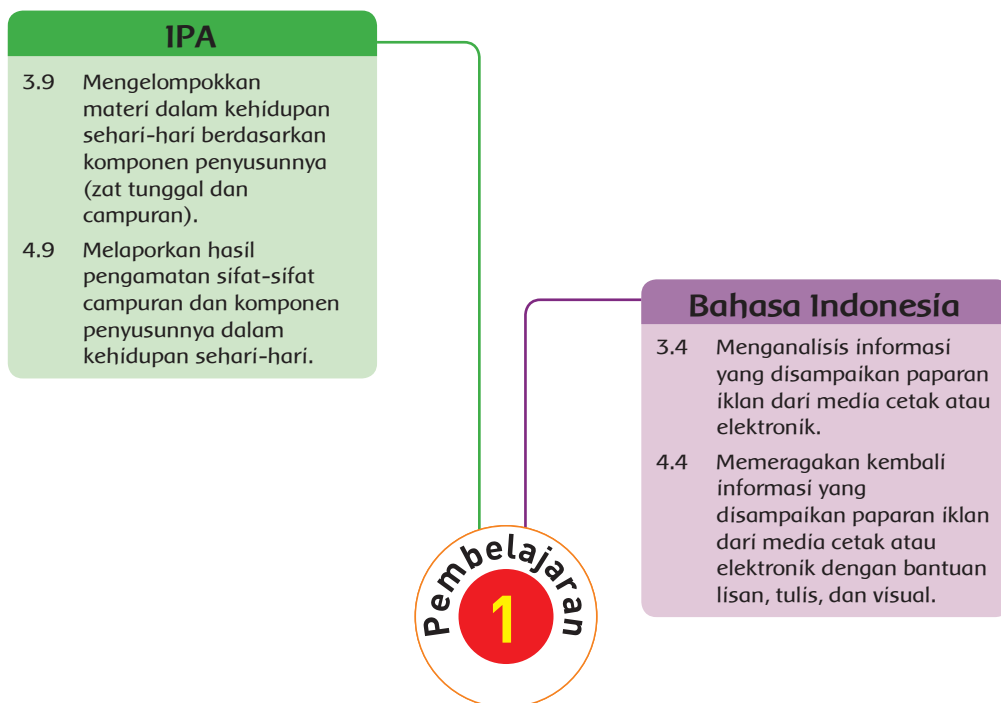 IPA
3.9 Mengelompokkan
materi dalam kehidupan
sehari-hari berdasarkan
komponen penyusunnya
(zat tunggal dan
campuran).
4.9 Melaporkan hasil
pengamatan sifat-sifat
campuran dan komponen
penyusunnya dalam
kehidupan sehari-hari.
Bahasa Indonesia
3.4 Menganalisis informasi
yang disampaikan paparan
iklan dari media cetak atau
elektronik.
4.4 Memeragakan kembali
informasi yang
disampaikan paparan iklan
dari media cetak atau
elektronik dengan bantuan
lisan, tulis, dan visual.
Pembelajaran
1